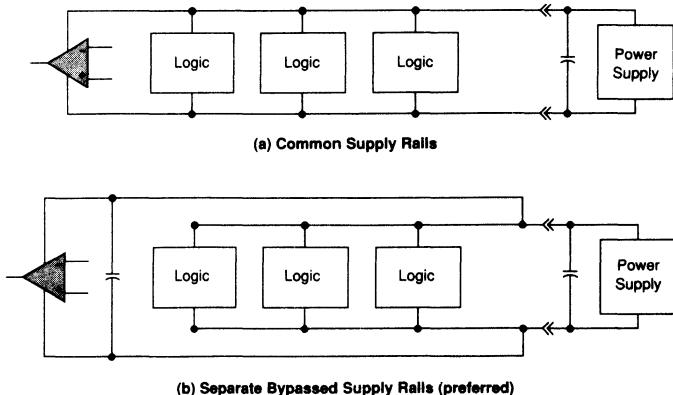 Logic Logic Logic Power Supply
(a) Common Supply Rails
Logic Logic Logic Power Supply
(b) Separate Bypassed Supply Rails (preferred)